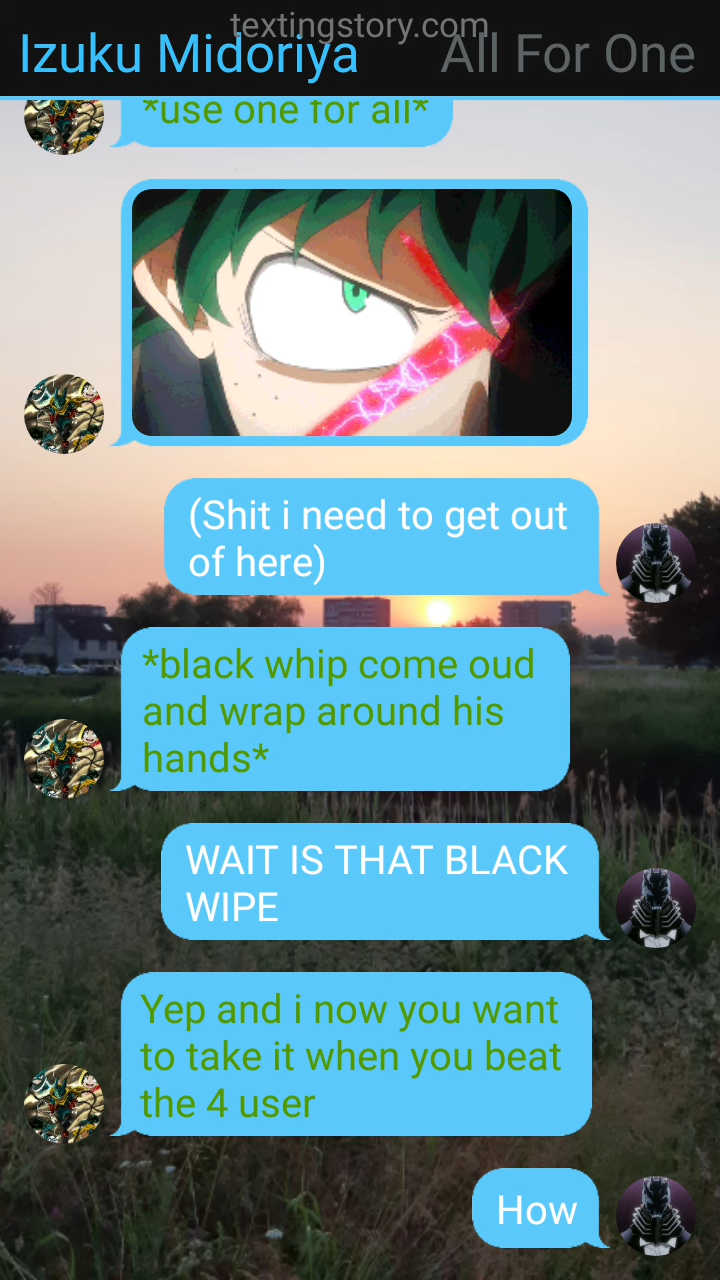 textingstory.com
Izuku Midoriya
All For One
*use one for all*
(Shit i need to get out
of here)
*black whip come oud
and wrap around his
hands*
WAIT IS THAT BLACK
WIPE
Yep and i now you want
to take it when you beat
the 4 user
How